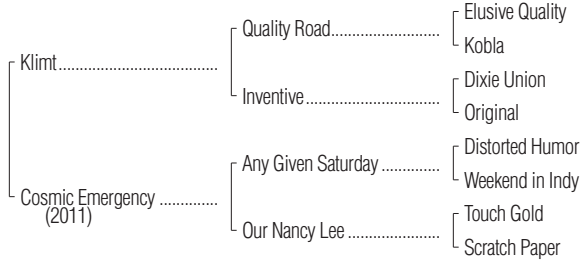 Elusive Quality
Quality Road
Kobla
Klimt
Dixie Union
Inventive
Original
Distorted Humor
Any Given Saturday
Weekend in Indy
Cosmic Emergency
(2011)
Touch Gold
Our Nancy Lee
Scratch Paper